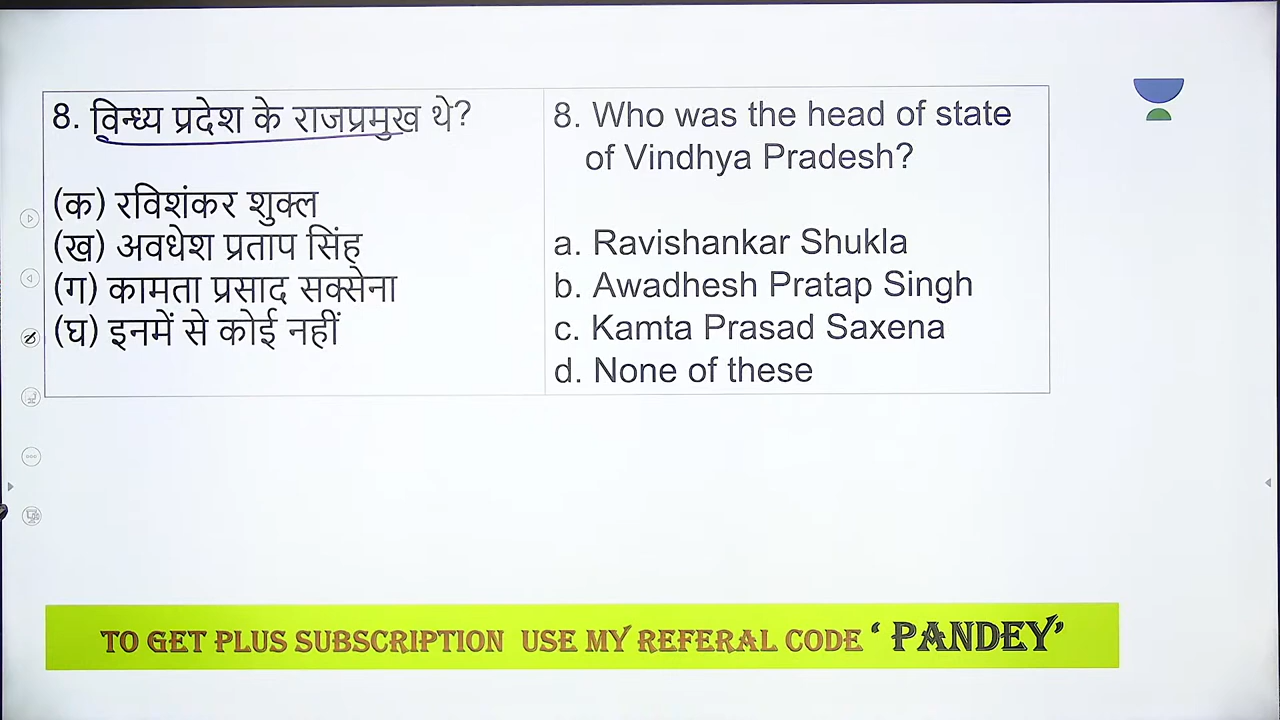 8. विन्ध्य प्रदेश के राजप्रमुख थे?
(क) रविशंकर शुक्ल
(ख) अवधेश प्रताप सिंह
(ग) कामता प्रसाद सक्सेना
(घ) इनमें से कोई नहीं
8. Who was the head of state
of Vindhya Pradesh?
a. Ravishankar Shukla
b. Awadhesh Pratap Singh
c. Kamta Prasad Saxena
d. None of these
TO GET PLUS SUBSCRIPTION USE MY REFERAL CODE ‘ PANDEY’